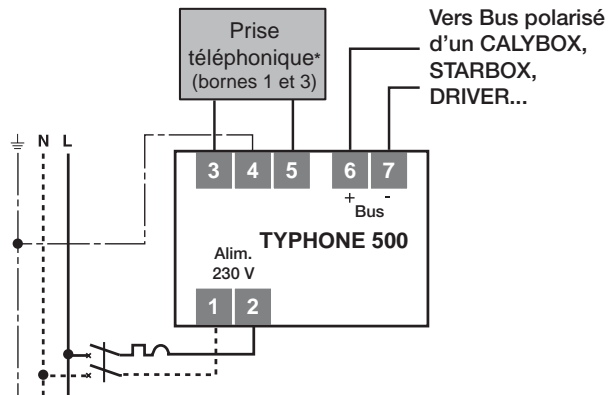 Prise
téléphonique*
(bornes 1 et 3)
Vers Bus polarisé
d'un CALYBOX,
STARBOX,
DRIVER...
N L
3 4 5 6 7
+ -
Bus
TYPHONE 500
Alim.
230 V
1 2